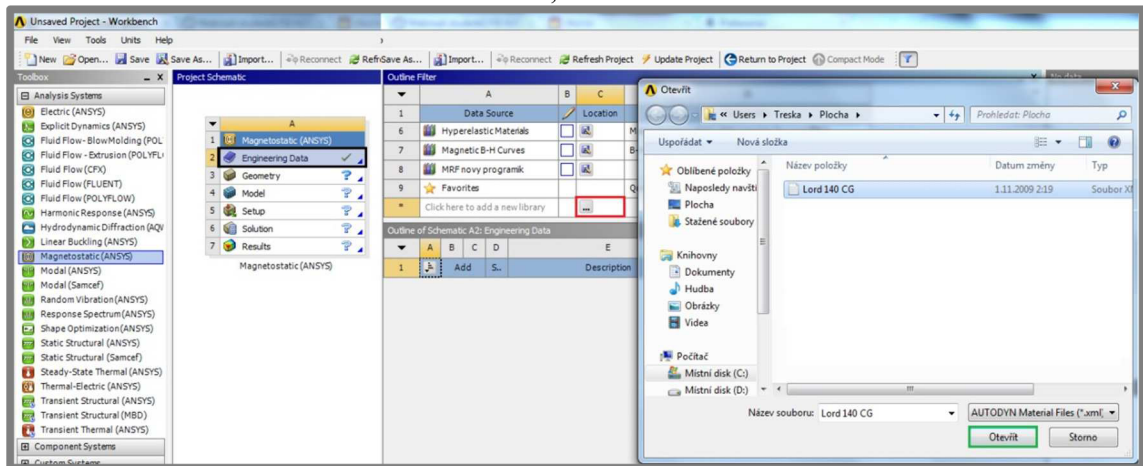 Unsaved Project - Workbench
File View Tools Units Help
New Open... Save Save As... Import... Reconnect Refr Save As... Import... Reconnect Refresh Project Update Project Return to Project Compact Mode
Toolbox
Analysis Systems
Electric (ANSYS)
Explicit Dynamics (ANSYS)
Fluid Flow- BlowMolding (POL
Fluid Flow - Extrusion (POLYFL
Fluid Flow (CFX)
Fluid Flow (FLUENT)
Fluid Flow (POLYFLOW)
Harmonic Response (ANSYS)
Hydrodynamic Diffraction (AQW
Linear Buckling (ANSYS)
Magnetostatic (ANSYS)
Modal (ANSYS)
Modal (Samcef)
Random Vibration (ANSYS)
Response Spectrum (ANSYS)
Shape Optimization (ANSYS)
Static Structural (ANSYS)
Static Structural (Samcef)
Steady-State Thermal (ANSYS)
Thermal-Electric (ANSYS)
Transient Structural (ANSYS)
Transient Structural (MBD)
Transient Thermal (ANSYS)
Component Systems
Custom Systems
Project Schematic
A
1 Magnetostatic (ANSYS)
2 Engineering Data
3 Geometry ?
4 Model ?
5 Setup ?
6 Solution ?
7 Results ?
Magnetostatic (ANSYS)
Outline Filter
A B C
1 Data Source Location
6 Hyperelastic Materials M
7 Magnetic B-H Curves B-
8 MRF novy programik
9 Favorites Qu
* Click here to add a new library ...
Outline of Schematic A2: Engineering Data
A B C D E
1 Add S.. Description
No data
Otevřít
« Users Treska Plocha
Prohledat: Plocha
Uspořádat Nová složka
Oblíbené položky
Naposledy navští
Plocha
Stažené soubory
Knihovny
Dokumenty
Hudba
Obrázky
Videa
Počítač
Místní disk (C:)
Místní disk (D:)
Název položky Datum změny Typ
Lord 140 CG 1.11.2009 2:19 Soubor XM
Název souboru: Lord 140 CG AUTODYN Material Files (*.xml;
Otevřít Storno